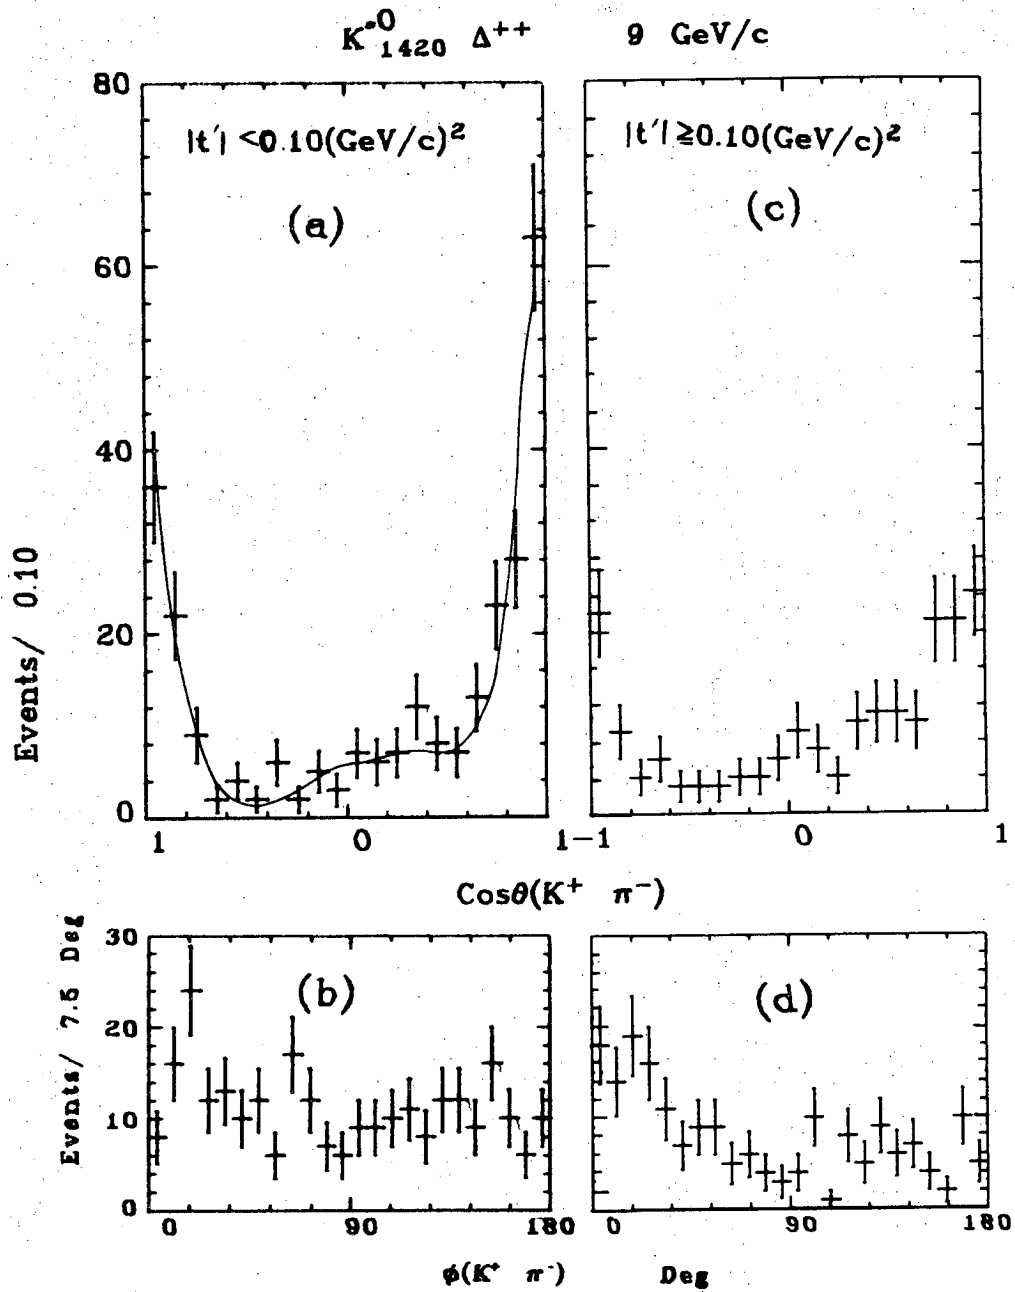 K*0 1420 Δ++ 9 GeV/c
80
60
40
20
0
Events/ 0.10
|t'| <0.10(GeV/c)2
(a)
|t'| ≥0.10(GeV/c)2
(c)
1 0 1-1 0 1
Cosθ(K+ π−)
30
20
10
0
Events/ 7.5 Deg
(b)
(d)
0 90 180 0 90 180
ϕ(K+ π-) Deg